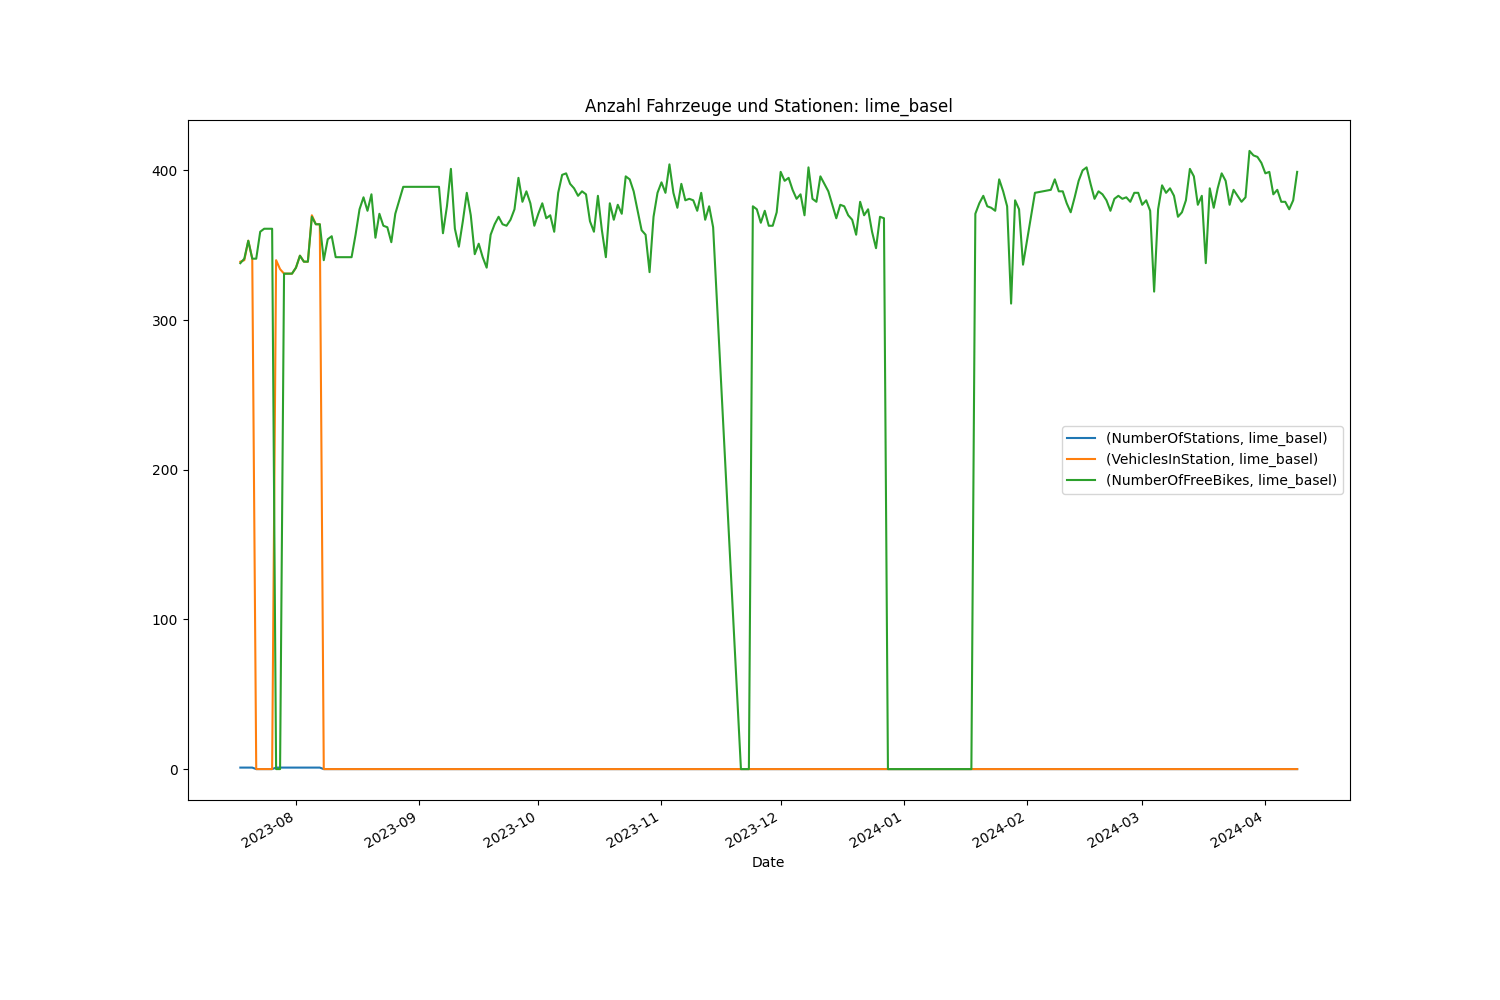 Anzahl Fahrzeuge und Stationen: lime_basel
400
300
200
100
0
(NumberOfStations, lime_basel)
(VehiclesInStation, lime_basel)
(NumberOfFreeBikes, lime_basel)
2023-08
2023-09
2023-10
2023-11
2023-12
2024-01
2024-02
2024-03
2024-04
Date